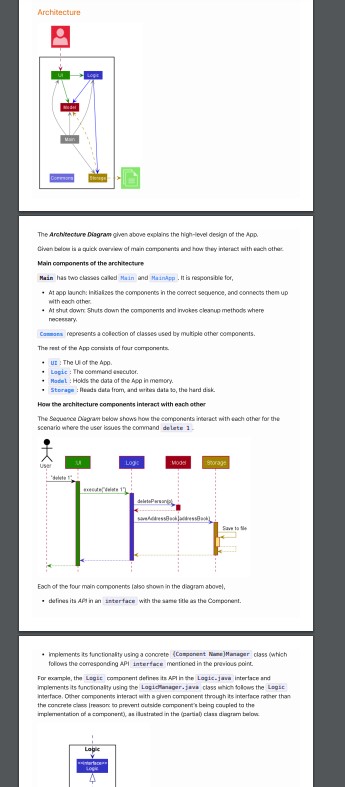 Architecture
UI
Logic
Model
Main
Commons
Storage
The Architecture Diagram given above explains the high-level design of the App.
Given below is a quick overview of main components and how they interact with each other.
Main components of the architecture
Main has two classes called Main and MainApp. It is responsible for,
• At app launch: Initializes the components in the correct sequence, and connects them up
with each other.
• At shut down: Shuts down the components and invokes cleanup methods where
necessary.
Commons represents a collection of classes used by multiple other components.
The rest of the App consists of four components.
• UI : The UI of the App.
• Logic : The command executor.
• Model : Holds the data of the App in memory.
• Storage : Reads data from, and writes data to, the hard disk.
How the architecture components interact with each other
The Sequence Diagram below shows how the components interact with each other for the
scenario where the user issues the command delete 1 .
User
UI
Logic
Model
Storage
"delete 1"
execute("delete 1")
deletePerson(p)
saveAddressBook(addressBook)
Save to file
Each of the four main components (also shown in the diagram above),
• defines its API in an interface with the same title as the Component.
• implements its functionality using a concrete {Component Name}Manager class (which
follows the corresponding API interface mentioned in the previous point.
For example, the Logic component defines its API in the Logic.java interface and
implements its functionality using the LogicManager.java class which follows the Logic
interface. Other components interact with a given component through its interface rather than
the concrete class (reason: to prevent outside component's being coupled to the
implementation of a component), as illustrated in the (partial) class diagram below.
Logic
<<interface>>
Logic